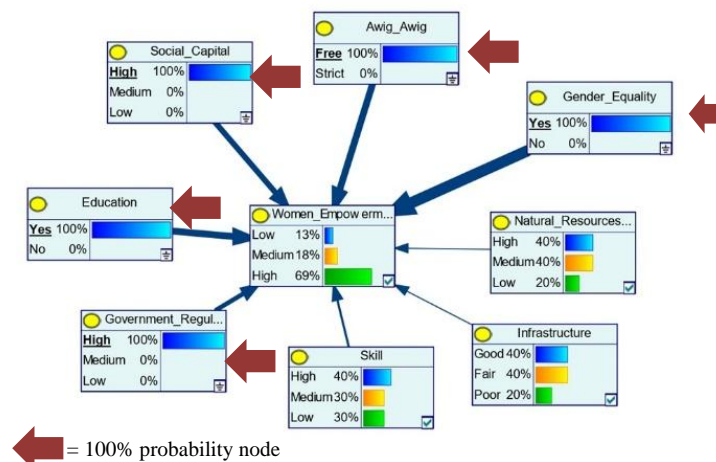 Social_Capital
High 100%
Medium 0%
Low 0%
Awig_Awig
Free 100%
Strict 0%
Gender_Equality
Yes 100%
No 0%
Education
Yes 100%
No 0%
Women_Empowerm...
Low 13%
Medium 18%
High 69%
Natural_Resources...
High 40%
Medium 40%
Low 20%
Government_Regul...
High 100%
Medium 0%
Low 0%
Skill
High 40%
Medium 30%
Low 30%
Infrastructure
Good 40%
Fair 40%
Poor 20%
= 100% probability node